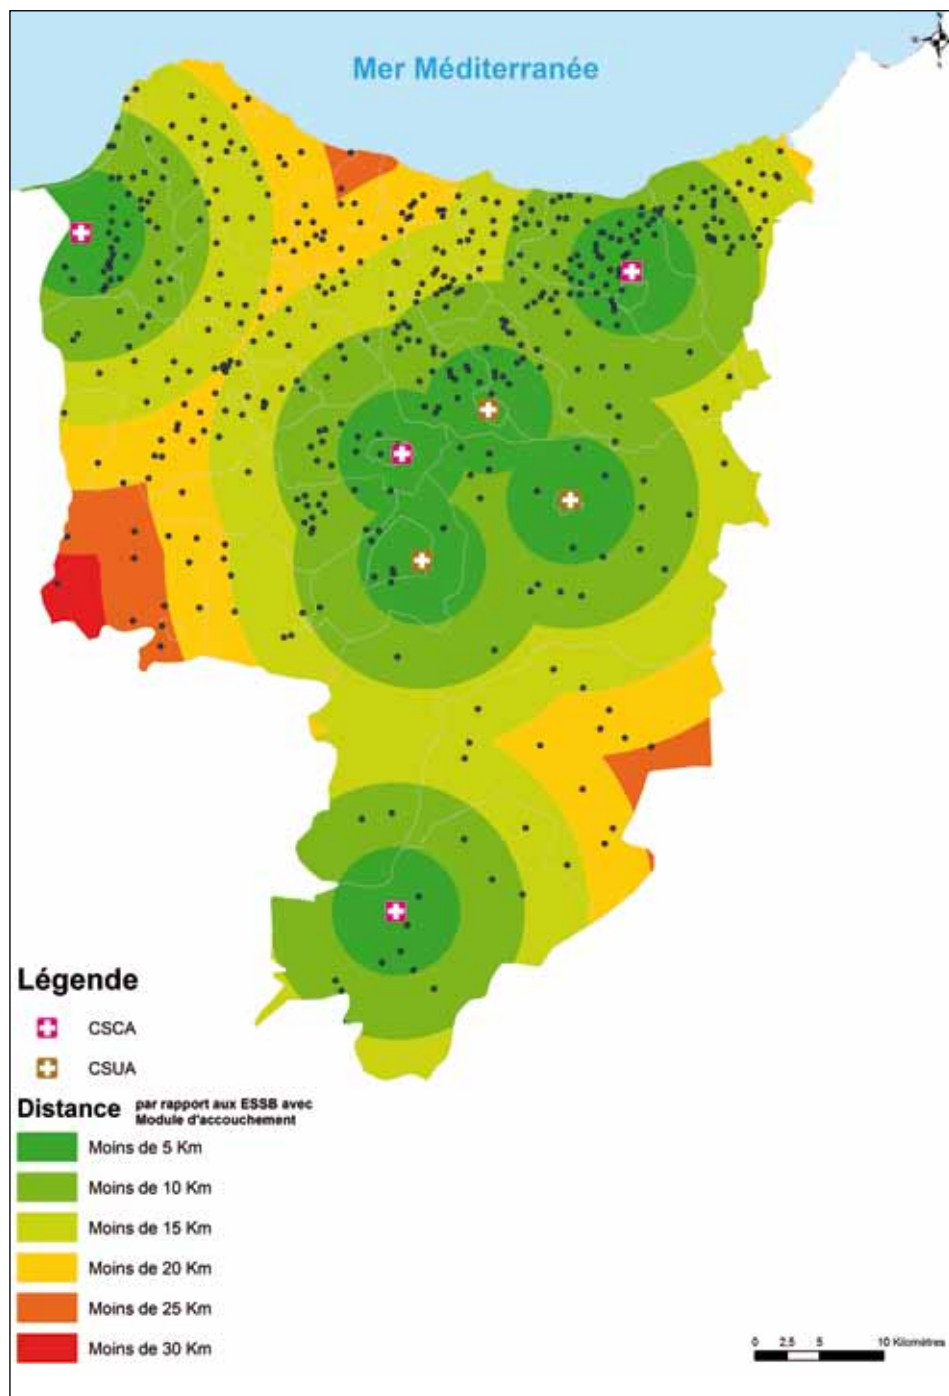 Mer Méditerranée
Légende
CSCA
CSUA
Distance par rapport aux ESSB avec
Module d'accouchement
Moins de 5 Km
Moins de 10 Km
Moins de 15 Km
Moins de 20 Km
Moins de 25 Km
Moins de 30 Km
0 2.5 5 10 Kilomètres